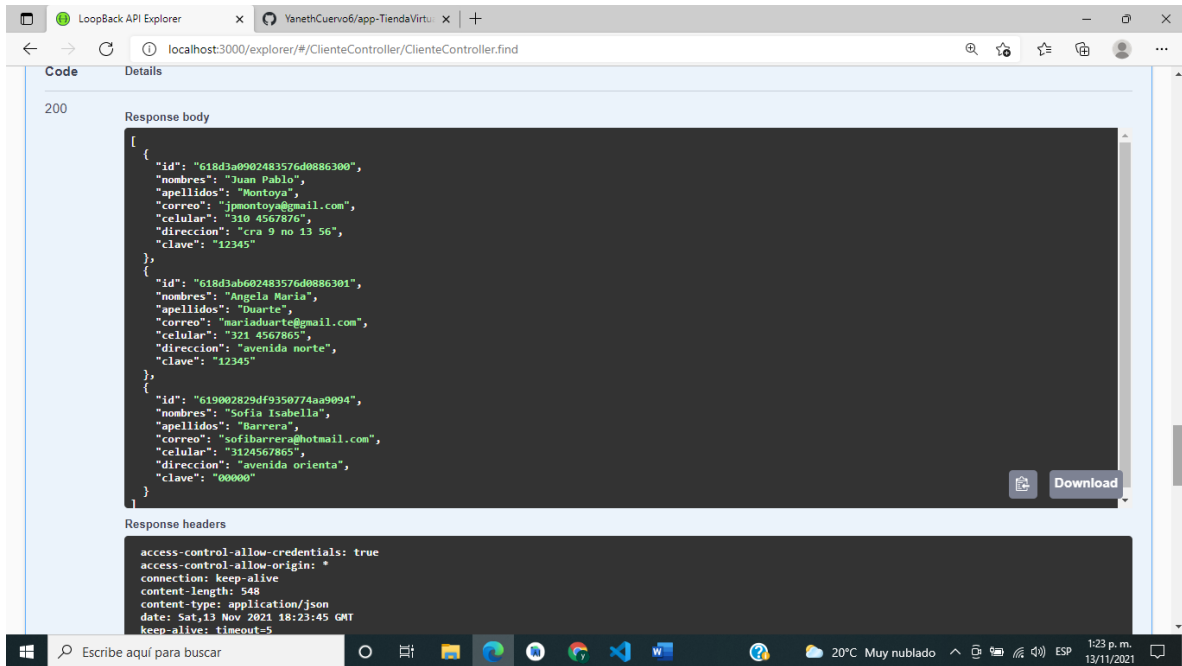 LoopBack API Explorer
YanethCuervo6/app-TiendaVirtu
localhost:3000/explorer/#/ClienteController/ClienteController.find
Code Details
200
Response body
[
{
"id": "618d3a0902483576d0886300",
"nombres": "Juan Pablo",
"apellidos": "Montoya",
"correo": "jpmontoya@gmail.com",
"celular": "310 4567876",
"direccion": "cra 9 no 13 56",
"clave": "12345"
},
{
"id": "618d3ab602483576d0886301",
"nombres": "Angela Maria",
"apellidos": "Duarte",
"correo": "mariaduarte@gmail.com",
"celular": "321 4567865",
"direccion": "avenida norte",
"clave": "12345"
},
{
"id": "619002829df9350774aa9094",
"nombres": "Sofia Isabella",
"apellidos": "Barrera",
"correo": "sofibarrera@hotmail.com",
"celular": "3124567865",
"direccion": "avenida orienta",
"clave": "00000"
}
]
Download
Response headers
access-control-allow-credentials: true
access-control-allow-origin: *
connection: keep-alive
content-length: 548
content-type: application/json
date: Sat,13 Nov 2021 18:23:45 GMT
keep-alive: timeout=5
Escribe aquí para buscar
20°C Muy nublado
ESP
1:23 p. m.
13/11/2021